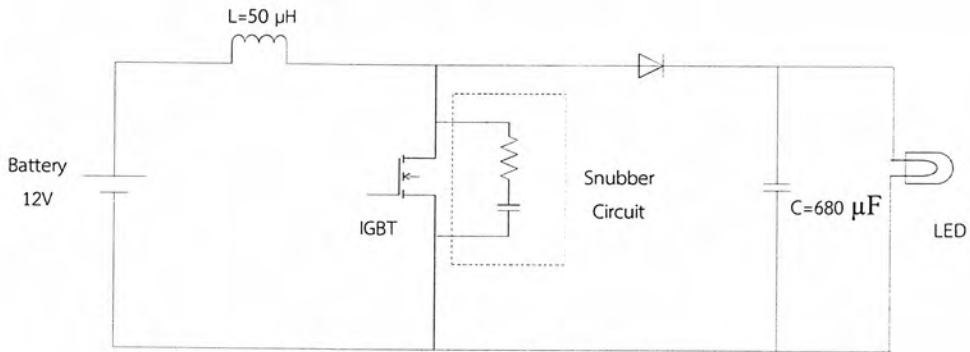 L=50 µH
Battery
12V
IGBT
Snubber
Circuit
C=680 µF
LED